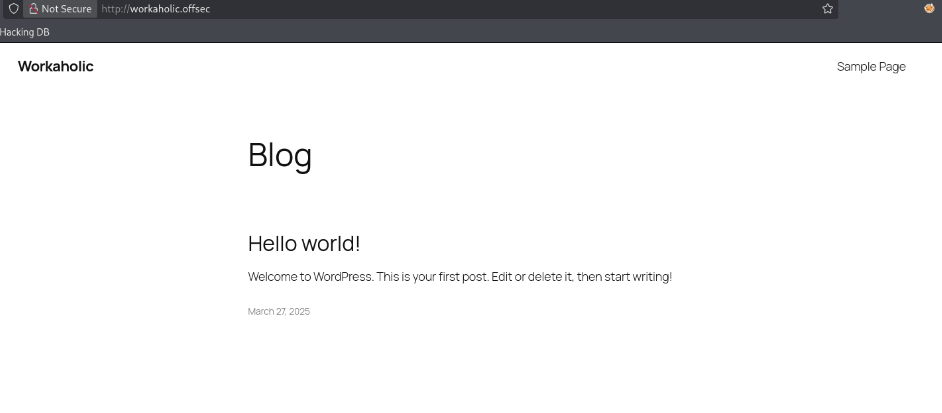 Not Secure http://workaholic.offsec
Hacking DB
Workaholic Sample Page
Blog
Hello world!
Welcome to WordPress. This is your first post. Edit or delete it, then start writing!
March 27, 2025